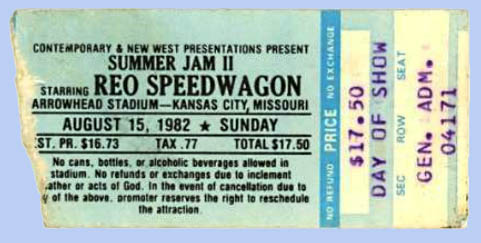 CONTEMPORARY & NEW WEST PRESENTATIONS PRESENT
SUMMER JAM II
STARRING REO SPEEDWAGON
ARROWHEAD STADIUM—KANSAS CITY, MISSOURI
AUGUST 15, 1982 ★ SUNDAY
EST. PR. $16.73 TAX .77 TOTAL $17.50
No cans, bottles, or alcoholic beverages allowed in
stadium. No refunds or exchanges due to inclement
.ather or acts of God. In the event of cancellation due to
of the above, promoter reserves the right to reschedule
the attraction.
NO REFUND PRICE NO EXCHANGE
$17.50
DAY OF SHOW
SEC ROW SEAT
GEN. ADM.
04171